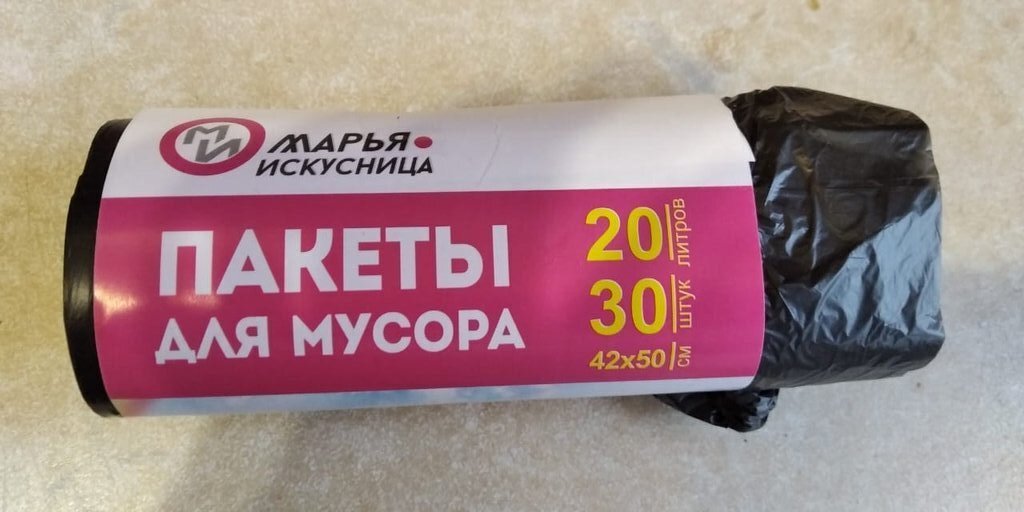 МИ
МАРЬЯ
ИСКУСНИЦА
ПАКЕТЫ
ДЛЯ МУСОРА
20 литров
30 штук
42x50 см